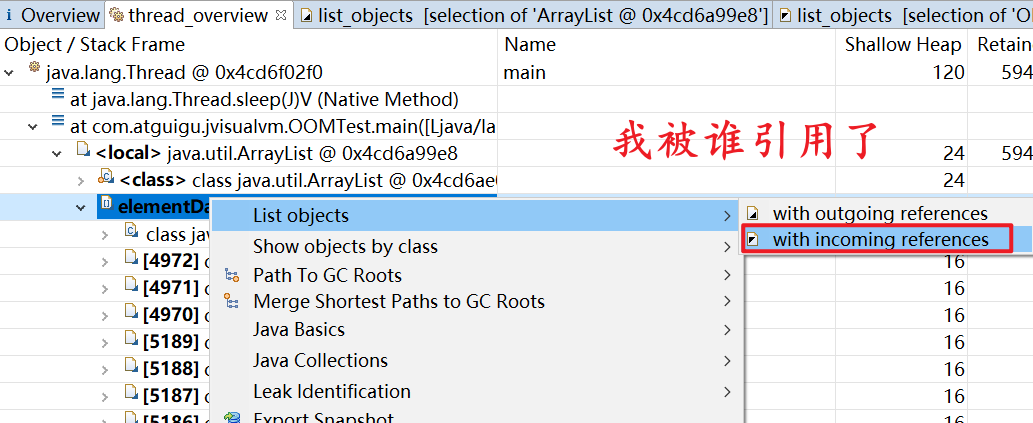 Overview thread_overview list_objects [selection of 'ArrayList @ 0x4cd6a99e8'] list_objects [selection of 'Ol
Object / Stack Frame Name Shallow Heap Retaine
java.lang.Thread @ 0x4cd6f02f0 main 120 594
at java.lang.Thread.sleep(J)V (Native Method)
at com.atguigu.jvisualvm.OOMTest.main([Ljava/la
我被谁引用了
<local> java.util.ArrayList @ 0x4cd6a99e8 24 594
<class> class java.util.ArrayList @ 0x4cd6ae0 24
elementDa
List objects with outgoing references
class jav
Show objects by class with incoming references
[4972] 16
Path To GC Roots
[4971] 16
Merge Shortest Paths to GC Roots
[4970] 16
Java Basics
[5189] 16
Java Collections
[5188] 16
Leak Identification
[5187] 16
Export Snapshot
[5186] 16